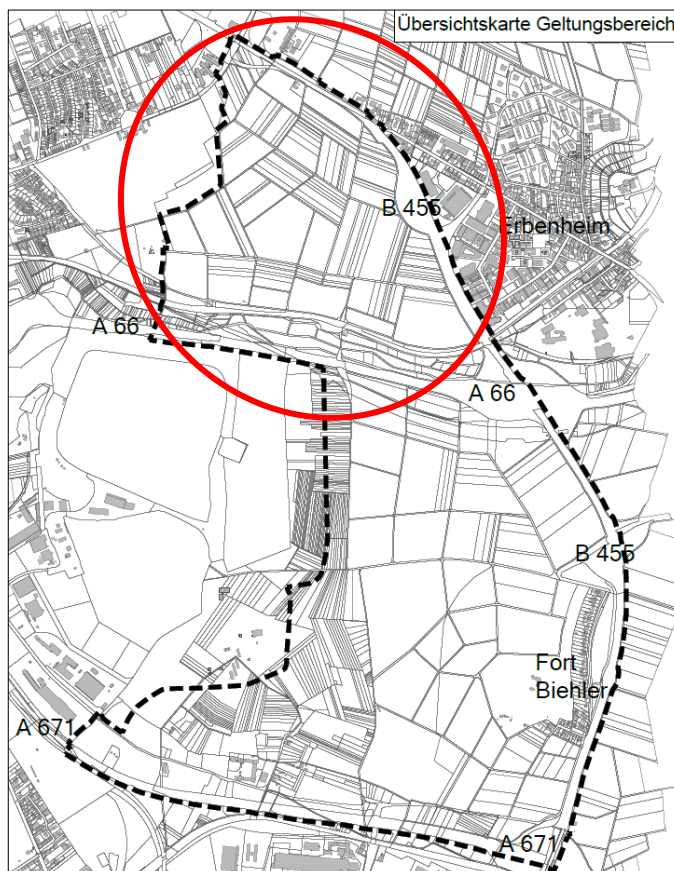 Übersichtskarte Geltungsbereich
B 455
Erbenheim
A 66
A 66
B 455
Fort
Biehler
A 671
A 671